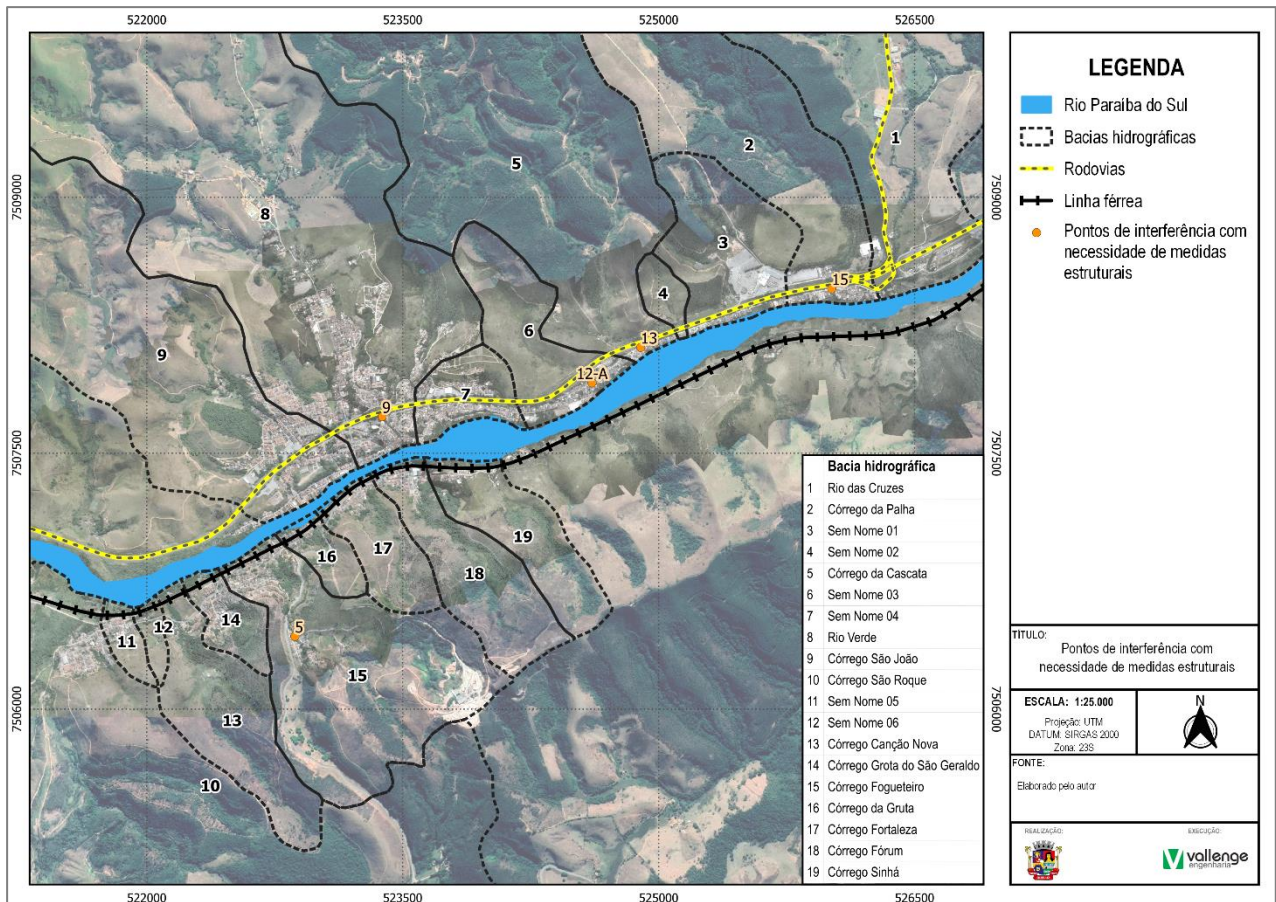 522000
523500
525000
526500
7509000
7509000
7507500
7507500
7506000
7506000
1
2
5
8
3
4
15
6
13
9
12-A
7
9
19
16
17
18
14
12
11
5
15
13
10
Bacia hidrográfica
1 Rio das Cruzes
2 Córrego da Palha
3 Sem Nome 01
4 Sem Nome 02
5 Córrego da Cascata
6 Sem Nome 03
7 Sem Nome 04
8 Rio Verde
9 Córrego São João
10 Córrego São Roque
11 Sem Nome 05
12 Sem Nome 06
13 Córrego Canção Nova
14 Córrego Grota do São Geraldo
15 Córrego Fogueteiro
16 Córrego da Gruta
17 Córrego Fortaleza
18 Córrego Fórum
19 Córrego Sinhá
522000
523500
525000
526500
LEGENDA
Rio Paraíba do Sul
Bacias hidrográficas
Rodovias
Linha férrea
Pontos de interferência com
necessidade de medidas
estruturais
TÍTULO:
Pontos de interferência com
necessidade de medidas estruturais
ESCALA: 1:25.000
Projeção: UTM
DATUM: SIRGAS 2000
Zona: 23S
N
FONTE:
Elaborado pelo autor
REALIZAÇÃO:
EXECUÇÃO:
vallenge
engenharia